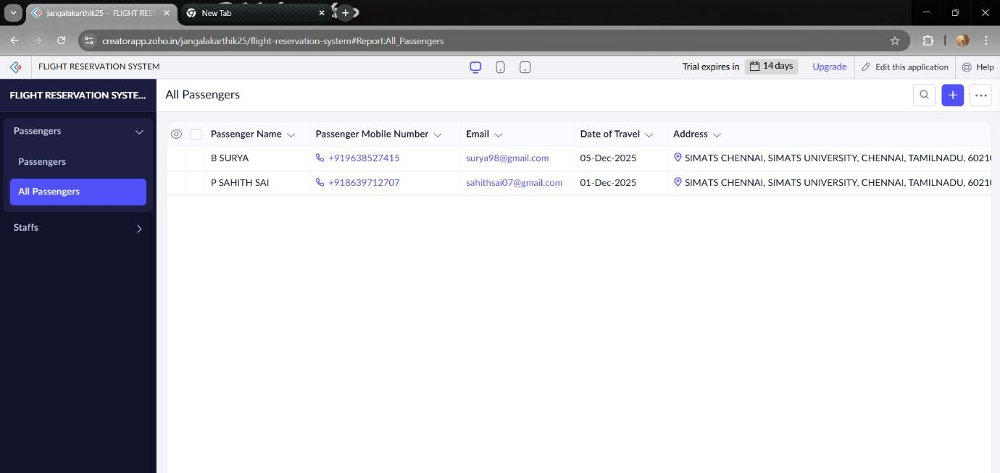 jangalakarthik25 - FLIGHT RES
New Tab
creatorapp.zoho.in/jangalakarthik25/flight-reservation-system#Report:All_Passengers
FLIGHT RESERVATION SYSTEM
Trial expires in 14 days Upgrade Edit this application Help
FLIGHT RESERVATION SYSTE...
All Passengers
Passengers
Passengers
All Passengers
Staffs
Passenger Name Passenger Mobile Number Email Date of Travel Address
B SURYA +919638527415 surya98@gmail.com 05-Dec-2025 SIMATS CHENNAI, SIMATS UNIVERSITY, CHENNAI, TAMILNADU, 60210
P SAHITH SAI +918639712707 sahithsai07@gmail.com 01-Dec-2025 SIMATS CHENNAI, SIMATS UNIVERSITY, CHENNAI, TAMILNADU, 60210